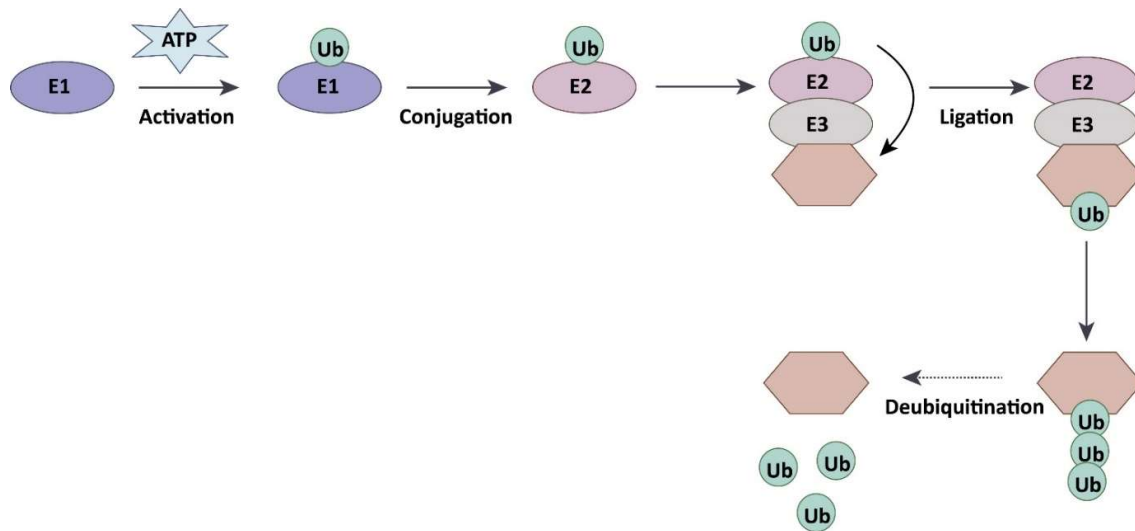 ATP
E1
Activation
Ub
E1
Conjugation
Ub
E2
Ub
E2
E3
Ligation
E2
E3
Ub
Deubiquitination
Ub
Ub
Ub
Ub
Ub
Ub